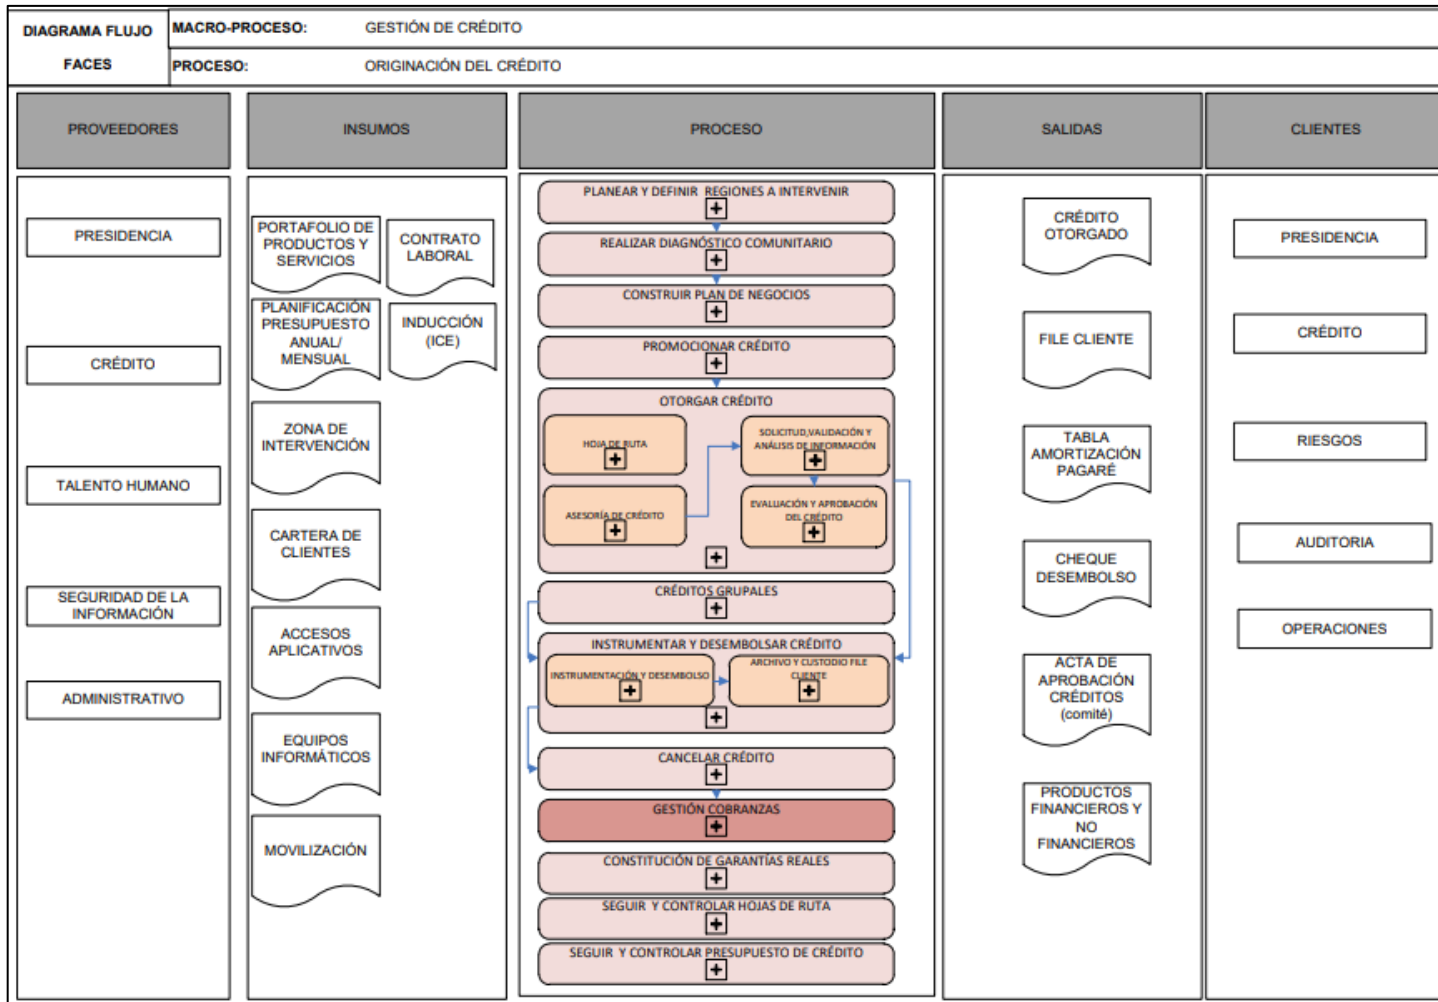 DIAGRAMA FLUJO
FACES
MACRO-PROCESO: GESTIÓN DE CRÉDITO
PROCESO: ORIGINACIÓN DEL CRÉDITO
PROVEEDORES
INSUMOS
PROCESO
SALIDAS
CLIENTES
PRESIDENCIA
CRÉDITO
TALENTO HUMANO
SEGURIDAD DE LA
INFORMACIÓN
ADMINISTRATIVO
PORTAFOLIO DE
PRODUCTOS Y
SERVICIOS
CONTRATO
LABORAL
PLANIFICACIÓN
PRESUPUESTO
ANUAL/
MENSUAL
INDUCCIÓN
(ICE)
ZONA DE
INTERVENCIÓN
CARTERA DE
CLIENTES
ACCESOS
APLICATIVOS
EQUIPOS
INFORMÁTICOS
MOVILIZACIÓN
PLANEAR Y DEFINIR REGIONES A INTERVENIR
REALIZAR DIAGNÓSTICO COMUNITARIO
CONSTRUIR PLAN DE NEGOCIOS
PROMOCIONAR CRÉDITO
OTORGAR CRÉDITO
HOJA DE RUTA
SOLICITUD,VALIDACIÓN Y
ANÁLISIS DE INFORMACIÓN
ASESORÍA DE CRÉDITO
EVALUACIÓN Y APROBACIÓN
DEL CRÉDITO
CRÉDITOS GRUPALES
INSTRUMENTAR Y DESEMBOLSAR CRÉDITO
INSTRUMENTACIÓN Y DESEMBOLSO
ARCHIVO Y CUSTODIO FILE
CLIENTE
CANCELAR CRÉDITO
GESTIÓN COBRANZAS
CONSTITUCIÓN DE GARANTÍAS REALES
SEGUIR Y CONTROLAR HOJAS DE RUTA
SEGUIR Y CONTROLAR PRESUPUESTO DE CRÉDITO
CRÉDITO
OTORGADO
FILE CLIENTE
TABLA
AMORTIZACIÓN
PAGARÉ
CHEQUE
DESEMBOLSO
ACTA DE
APROBACIÓN
CRÉDITOS
(comité)
PRODUCTOS
FINANCIEROS Y
NO
FINANCIEROS
PRESIDENCIA
CRÉDITO
RIESGOS
AUDITORIA
OPERACIONES